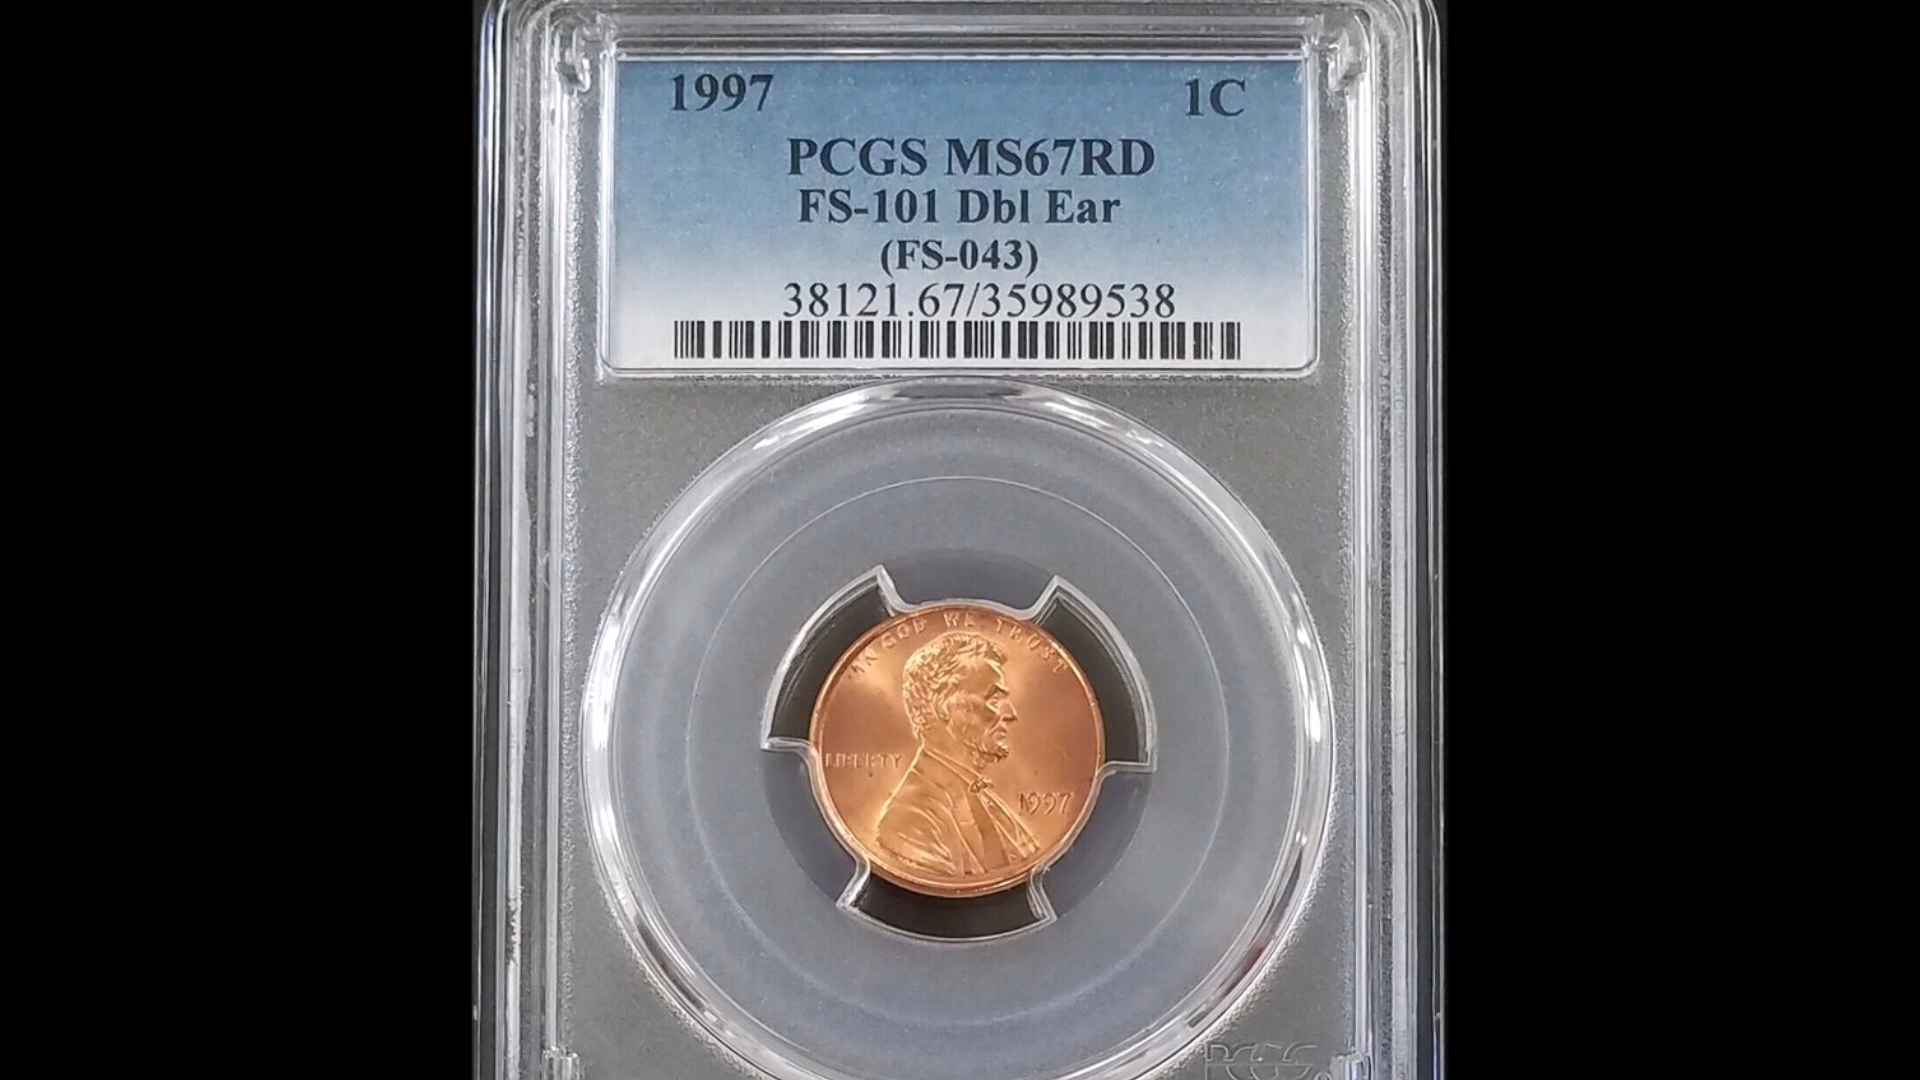 1997 1C
PCGS MS67RD
FS-101 Dbl Ear
(FS-043)
38121.67/35989538
IN GOD WE TRUST
LIBERTY
1997
PCGS